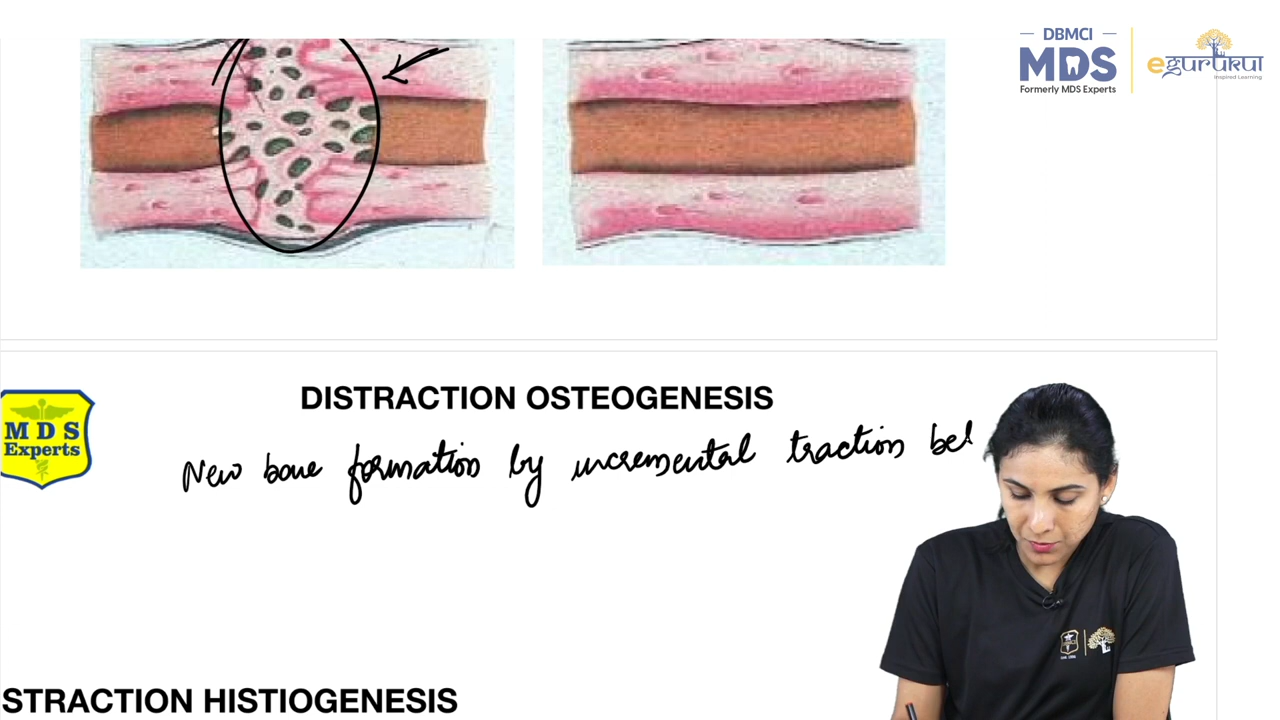 DBMCI
MDS
Formerly MDS Experts
eGURUKUL
Inspired Learning
MDS
Experts
DISTRACTION OSTEOGENESIS
New bone formation by incremental traction bet
STRACTION HISTIOGENESIS